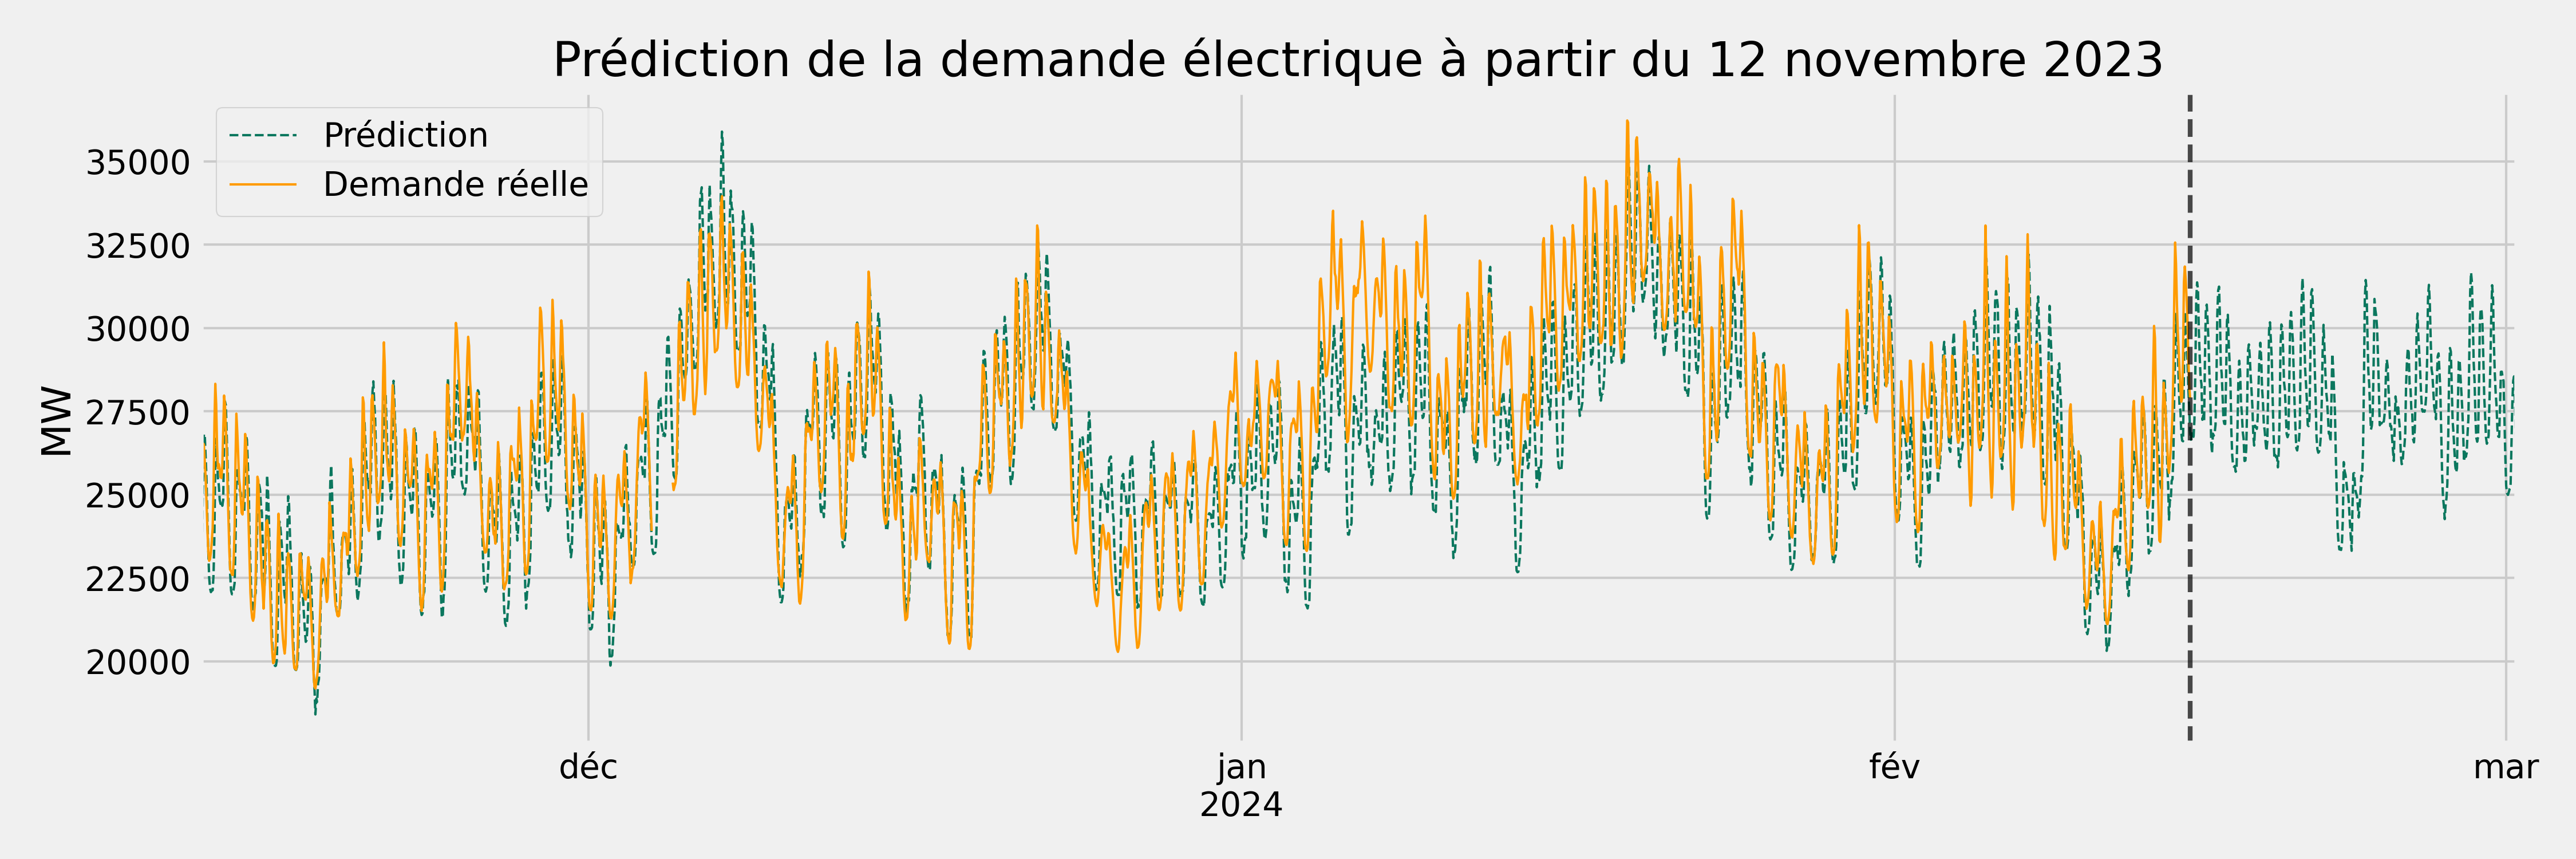 Prédiction de la demande électrique à partir du 12 novembre 2023
Prédiction
Demande réelle
MW
35000
32500
30000
27500
25000
22500
20000
déc
jan
2024
fév
mar